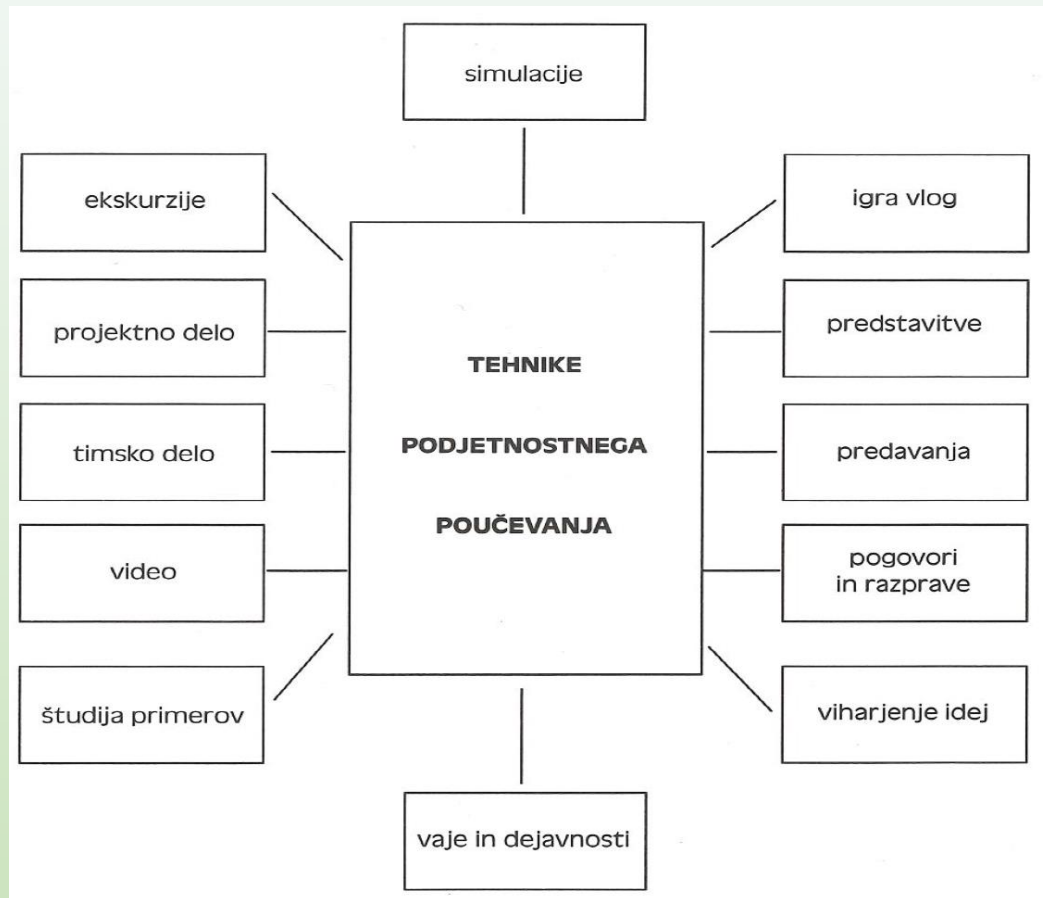 simulacije
ekskurzije
igra vlog
projektno delo
predstavitve
TEHNIKE
PODJETNOSTNEGA
POUČEVANJA
timsko delo
predavanja
video
pogovori
in razprave
študija primerov
viharjenje idej
vaje in dejavnosti